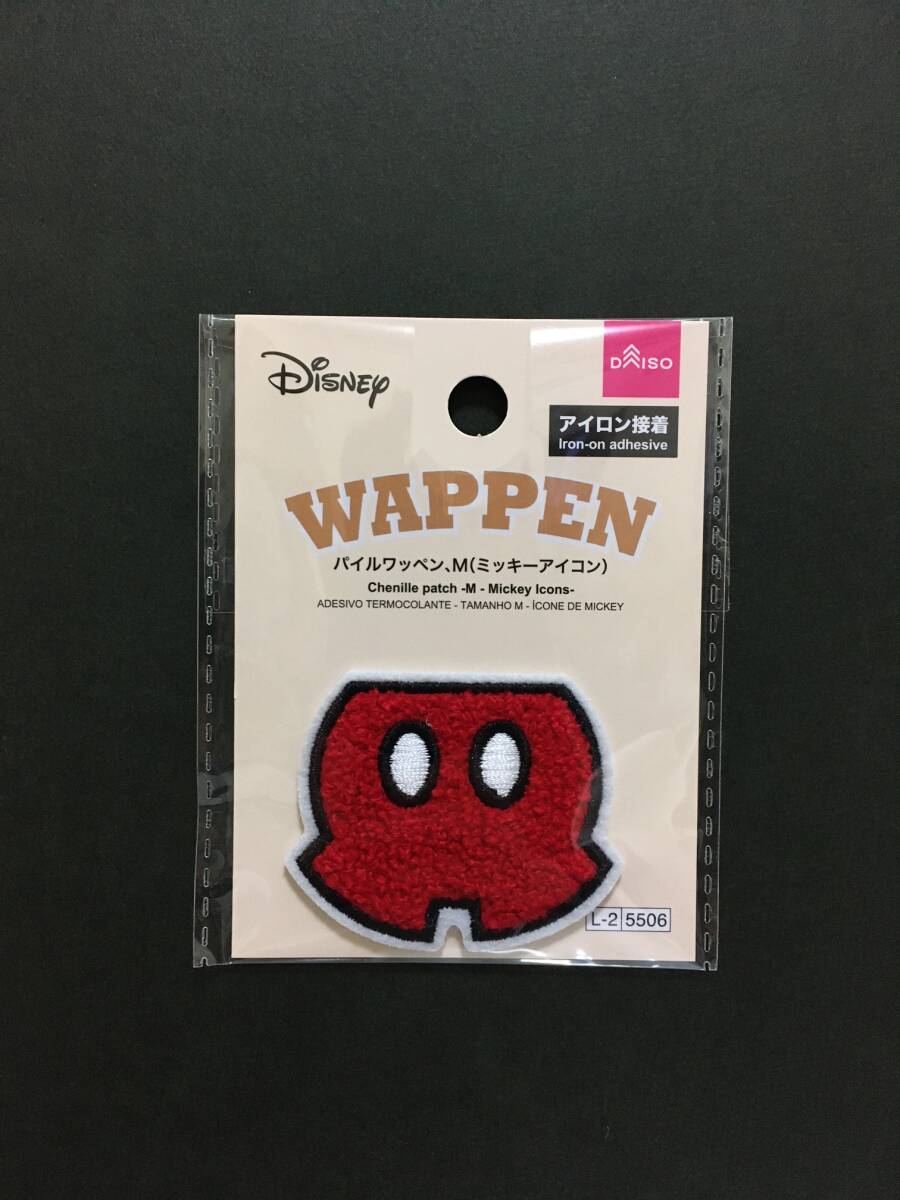 Disney
DAISO
アイロン接着
Iron-on adhesive
WAPPEN
パイルワッペン、M(ミッキーアイコン)
Chenille patch -M - Mickey Icons-
ADESIVO TERMOCOLANTE - TAMANHO M - ÍCONE DE MICKEY
L-2 5506